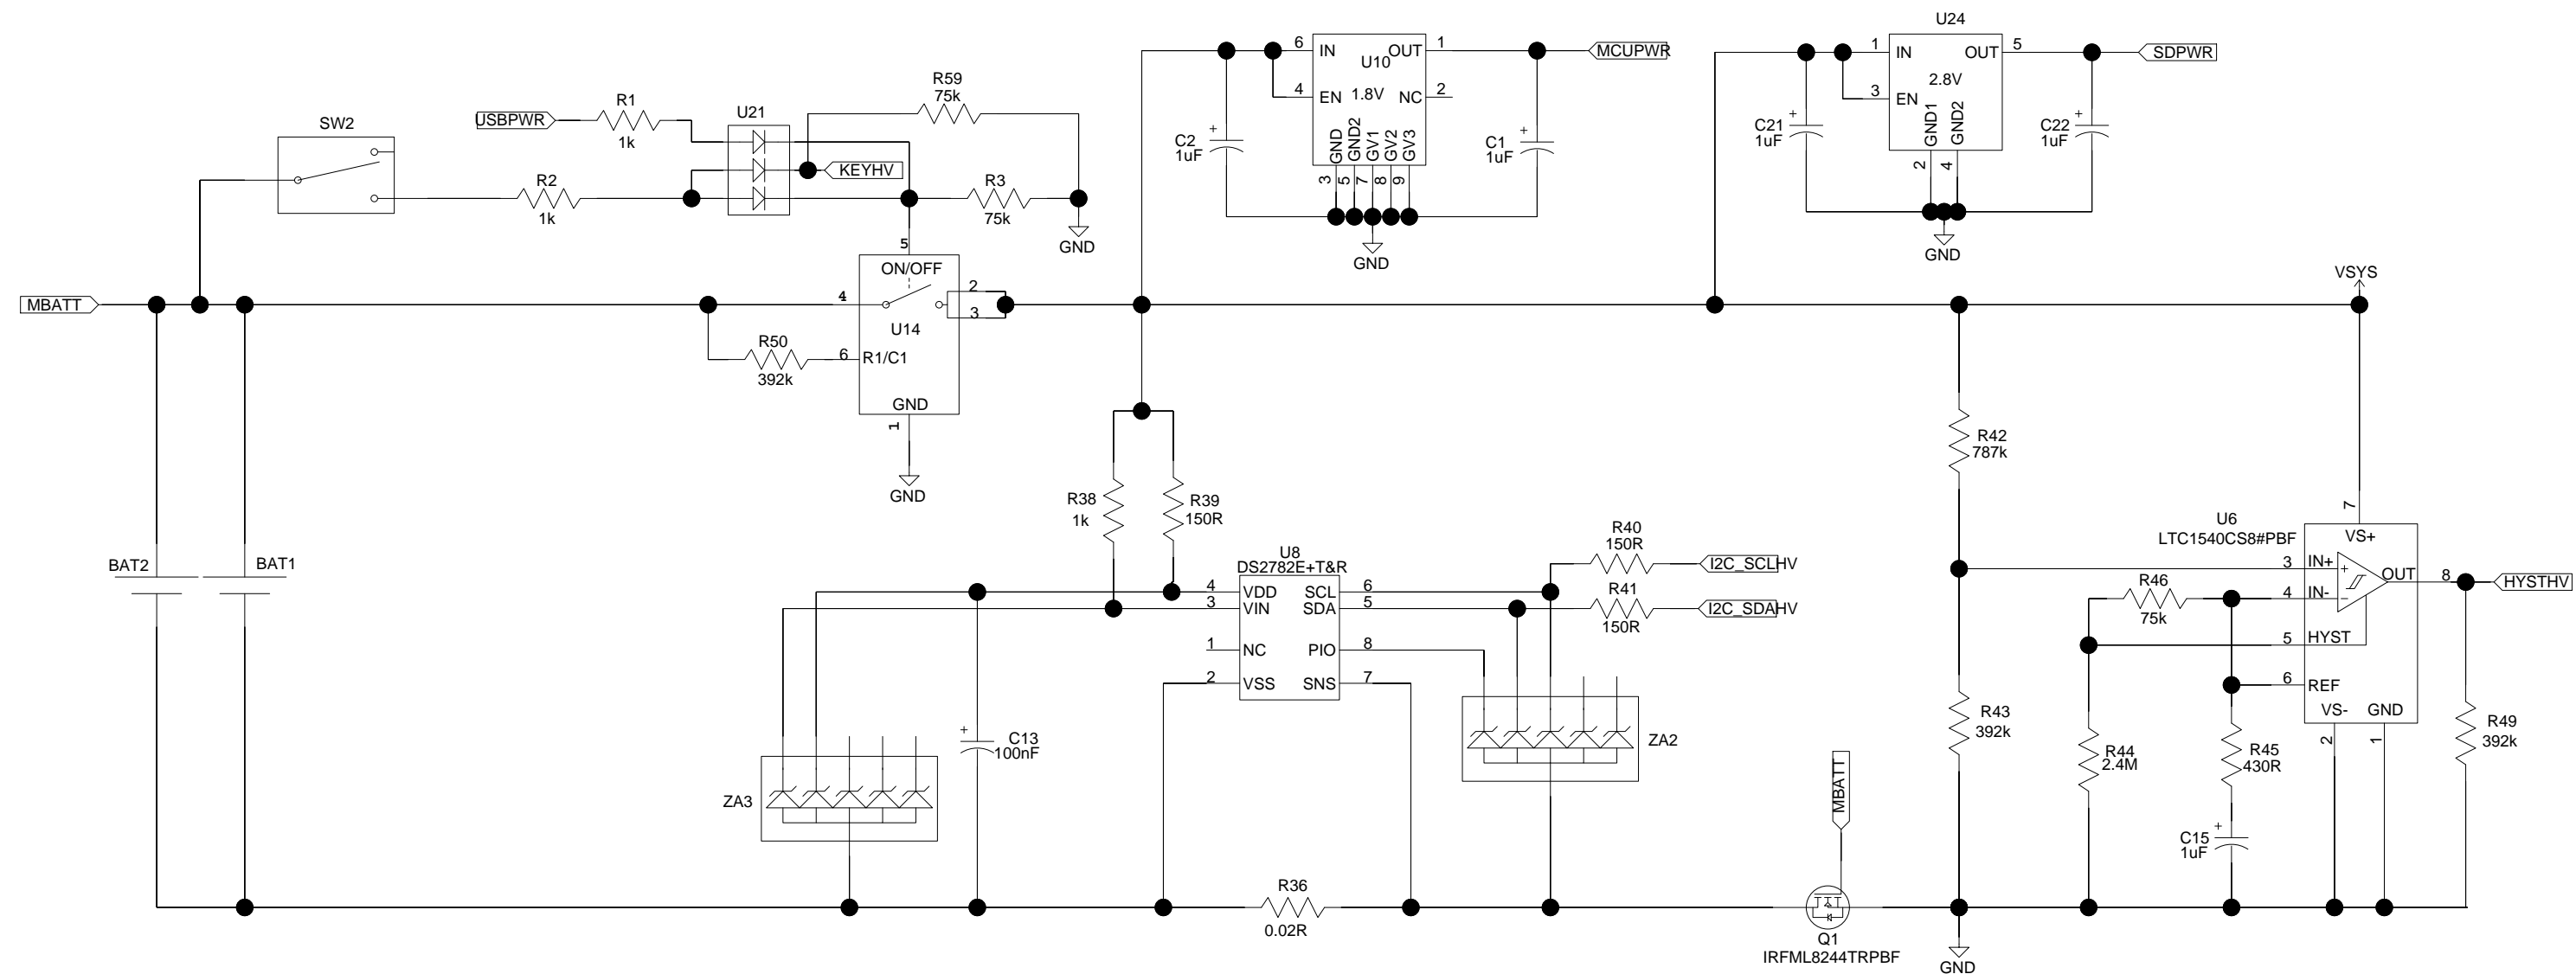 U24
U10
1.8V
6
IN
OUT
1
MCUPWR
4
EN
NC
2
GND
GND2
GV1
GV2
GV3
3
5
7
8
9
C2
1uF
+
C1
1uF
+
GND
1
IN
OUT
5
SDPWR
2.8V
3
EN
GND1
GND2
2
4
C21
1uF
+
C22
1uF
+
GND
SW2
USBPWR
R1
1k
U21
R59
75k
KEYHV
R2
1k
R3
75k
GND
MBATT
5
ON/OFF
4
2
3
U14
R50
392k
6
R1/C1
GND
1
GND
VSYS
BAT2
BAT1
R38
1k
R39
150R
U8
DS2782E+T&R
4
VDD
3
VIN
1
NC
2
VSS
SCL
6
SDA
5
PIO
8
SNS
7
R40
150R
I2C_SCLHV
R41
150R
I2C_SDAHV
ZA3
+
C13
100nF
ZA2
R36
0.02R
MBATT
Q1
IRFML8244TRPBF
R42
787k
R43
392k
U6
LTC1540CS8#PBF
7
VS+
3
IN+
+
4
IN-
−
5
HYST
6
REF
OUT
8
HYSTHV
VS-
GND
2
1
R46
75k
R44
2.4M
R45
430R
C15
1uF
+
R49
392k
GND